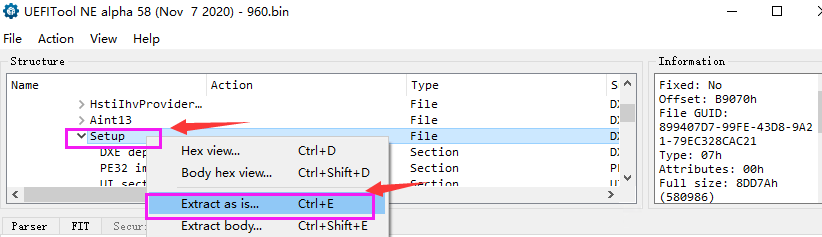 UEFITool NE alpha 58 (Nov 7 2020) - 960.bin
File Action View Help
Structure
Information
Name Action Type S
HstiIhvProvider… File D
Aint13 File D
Setup File D
DXE dep Section D
PE32 im Section P
UI sect Section
Hex view... Ctrl+D
Body hex view... Ctrl+Shift+D
Extract as is... Ctrl+E
Extract body... Ctrl+Shift+E
Fixed: No
Offset: B9070h
File GUID:
899407D7-99FE-43D8-9A2
1-79EC328CAC21
Type: 07h
Attributes: 00h
Full size: 8DD7Ah
(580986)
Parser FIT Securi